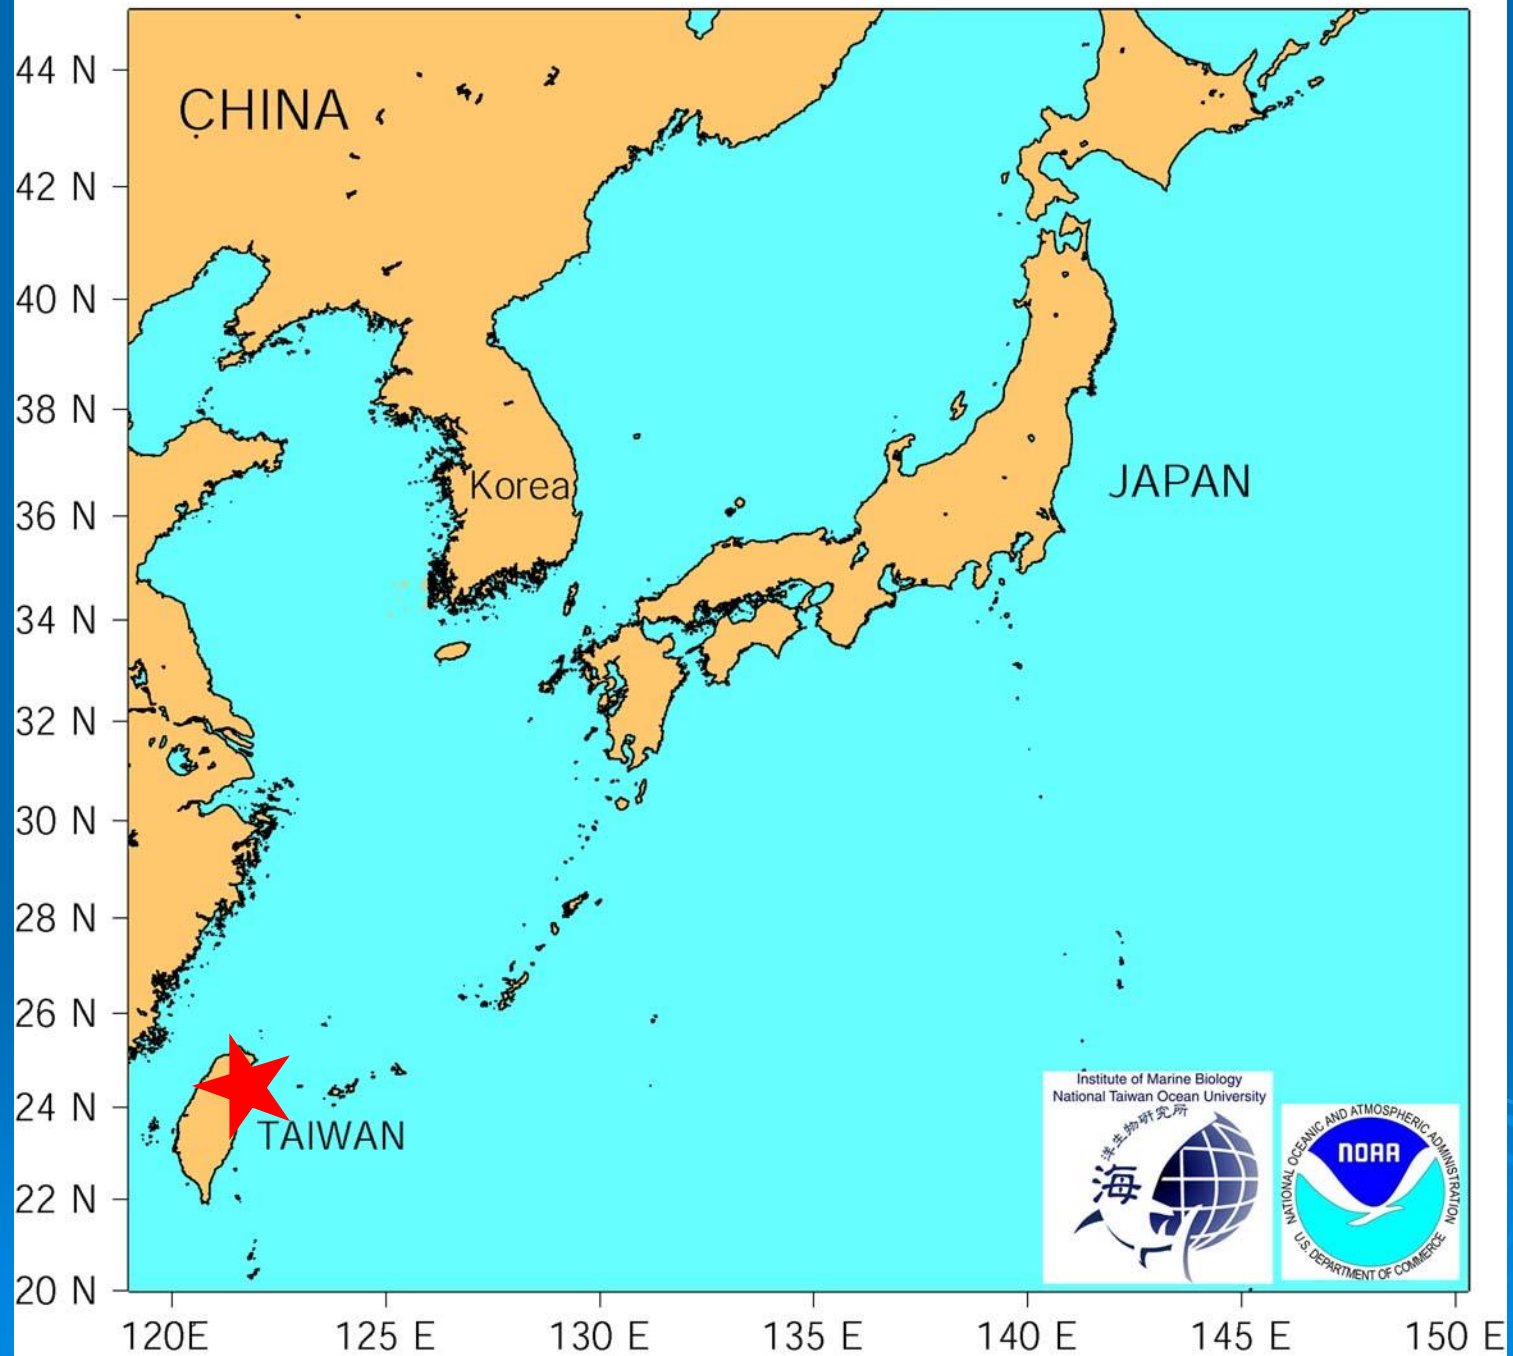 44 N
CHINA
42 N
40 N
38 N
Korea
JAPAN
36 N
34 N
32 N
30 N
28 N
26 N
24 N
TAIWAN
22 N
20 N
120E
125 E
130 E
135 E
140 E
145 E
150 E
Institute of Marine Biology
National Taiwan Ocean University
洋生物研究所
海
NATIONAL OCEANIC AND ATMOSPHERIC ADMINISTRATION
NOAA
U.S. DEPARTMENT OF COMMERCE